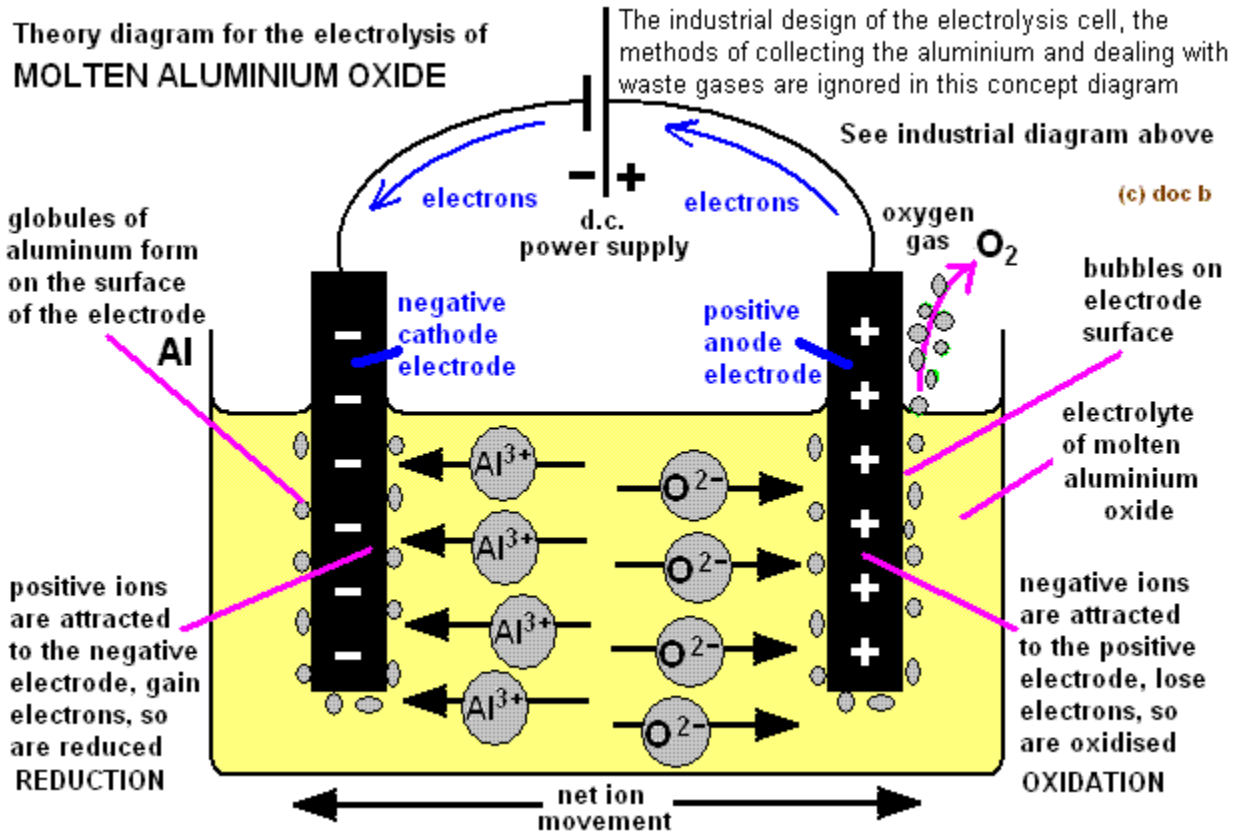 Theory diagram for the electrolysis of
MOLTEN ALUMINIUM OXIDE
The industrial design of the electrolysis cell, the
methods of collecting the aluminium and dealing with
waste gases are ignored in this concept diagram
See industrial diagram above
(c) doc b
electrons
− +
electrons
d.c.
power supply
globules of
aluminum form
on the surface
of the electrode
Al
negative
cathode
electrode
positive
anode
electrode
oxygen
gas
O₂
bubbles on
electrode
surface
electrolyte
of molten
aluminium
oxide
−
−
−
−
−
−
+
+
+
+
+
+
Al³⁺
Al³⁺
Al³⁺
Al³⁺
O²⁻
O²⁻
O²⁻
O²⁻
positive ions
are attracted
to the negative
electrode, gain
electrons, so
are reduced
REDUCTION
negative ions
are attracted
to the positive
electrode, lose
electrons, so
are oxidised
OXIDATION
net ion
movement